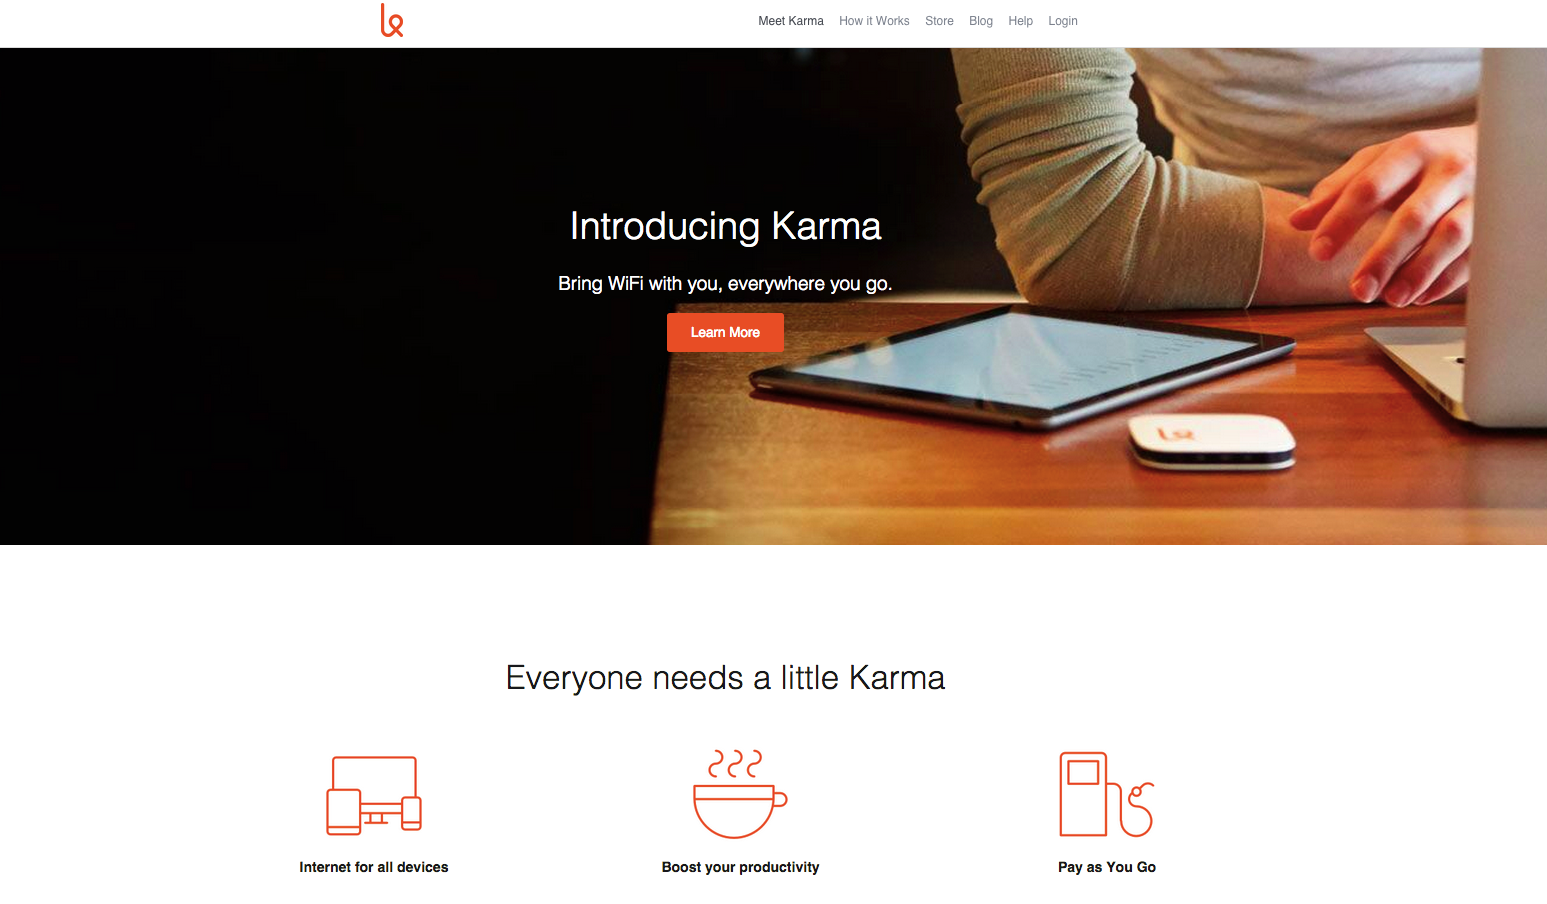 Meet Karma How it Works Store Blog Help Login
Introducing Karma
Bring WiFi with you, everywhere you go.
Learn More
Everyone needs a little Karma
Internet for all devices
Boost your productivity
Pay as You Go